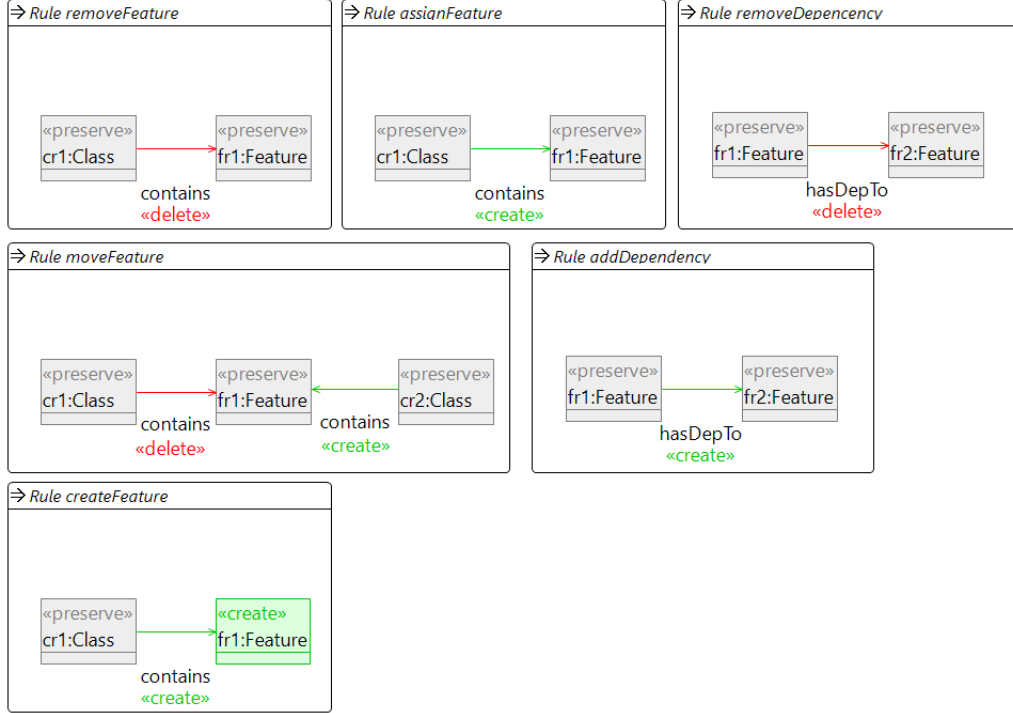 Rule removeFeature
«preserve»
cr1:Class
«preserve»
fr1:Feature
contains
«delete»
Rule assignFeature
«preserve»
cr1:Class
«preserve»
fr1:Feature
contains
«create»
Rule removeDepencency
«preserve»
fr1:Feature
«preserve»
fr2:Feature
hasDepTo
«delete»
Rule moveFeature
«preserve»
cr1:Class
«preserve»
fr1:Feature
«preserve»
cr2:Class
contains
«delete»
contains
«create»
Rule addDependency
«preserve»
fr1:Feature
«preserve»
fr2:Feature
hasDepTo
«create»
Rule createFeature
«preserve»
cr1:Class
«create»
fr1:Feature
contains
«create»